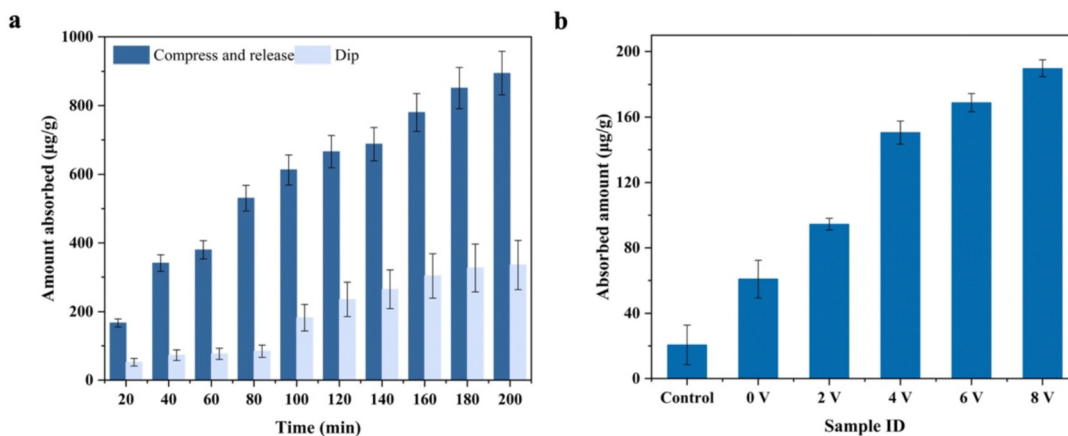 a
1000
800
600
400
200
0
Amount absorbed (µg/g)
Compress and release
Dip
20 40 60 80 100 120 140 160 180 200
Time (min)
b
200
160
120
80
40
0
Absorbed amount (µg/g)
Control 0 V 2 V 4 V 6 V 8 V
Sample ID